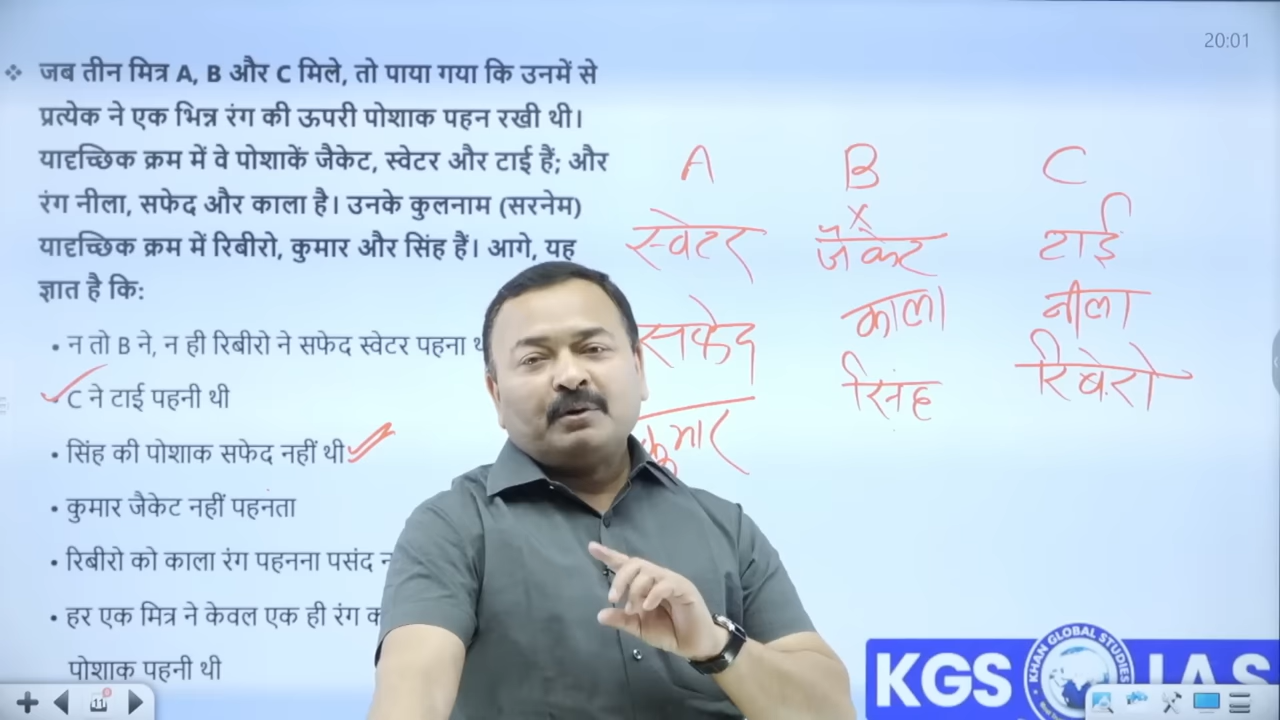 20:01
❖ जब तीन मित्र A, B और C मिले, तो पाया गया कि उनमें से
प्रत्येक ने एक भिन्न रंग की ऊपरी पोशाक पहन रखी थी।
यादृच्छिक क्रम में वे पोशाकें जैकेट, स्वेटर और टाई हैं; और
रंग नीला, सफेद और काला है। उनके कुलनाम (सरनेम)
यादृच्छिक क्रम में रिबीरो, कुमार और सिंह हैं। आगे, यह
ज्ञात है कि:
• न तो B ने, न ही रिबीरो ने सफेद स्वेटर पहना
• C ने टाई पहनी थी
• सिंह की पोशाक सफेद नहीं थी
• कुमार जैकेट नहीं पहनता
• रिबीरो को काला रंग पहनना पसंद
• हर एक मित्र ने केवल एक ही रंग
पोशाक पहनी थी
A B C
स्वेटर जैकेट टाई
सफेद काला नीला
कुमार सिंह रिबेरो
KGS IAS
KHAN GLOBAL STUDIES
11